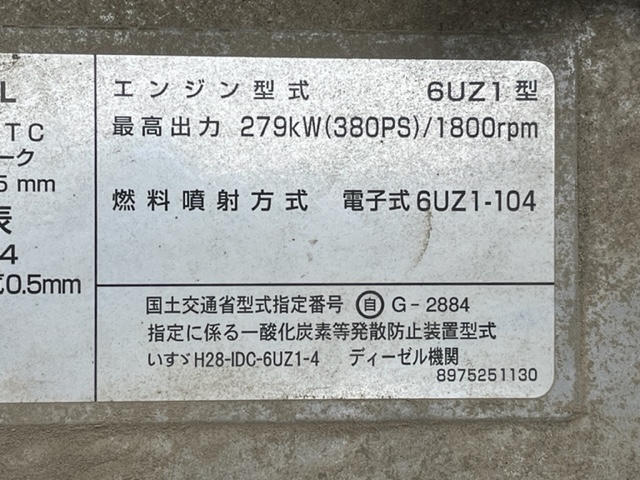 L
TC
ーク
5 mm
表
4
0.5mm
エンジン型式 6UZ1型
最高出力 279kW(380PS)/1800rpm
燃料噴射方式 電子式6UZ1-104
国土交通省型式指定番号 自 G-2884
指定に係る一酸化炭素等発散防止装置型式
いすゞH28-IDC-6UZ1-4 ディーゼル機関
8975251130